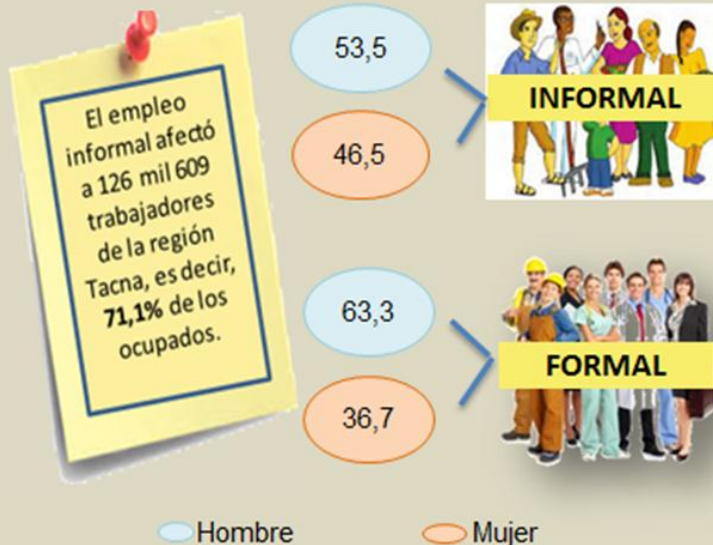 El empleo
informal afectó
a 126 mil 609
trabajadores
de la región
Tacna, es decir,
71,1% de los
ocupados.
53,5
46,5
INFORMAL
63,3
36,7
FORMAL
Hombre
Mujer